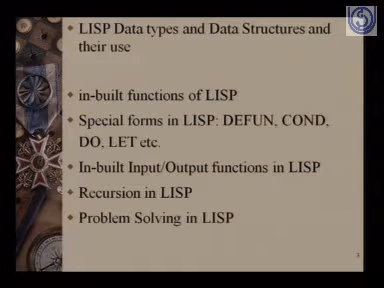 LISP Data types and Data Structures and
their use
in-built functions of LISP
Special forms in LISP: DEFUN, COND,
DO, LET etc.
In-built Input/Output functions in LISP
Recursion in LISP
Problem Solving in LISP
3